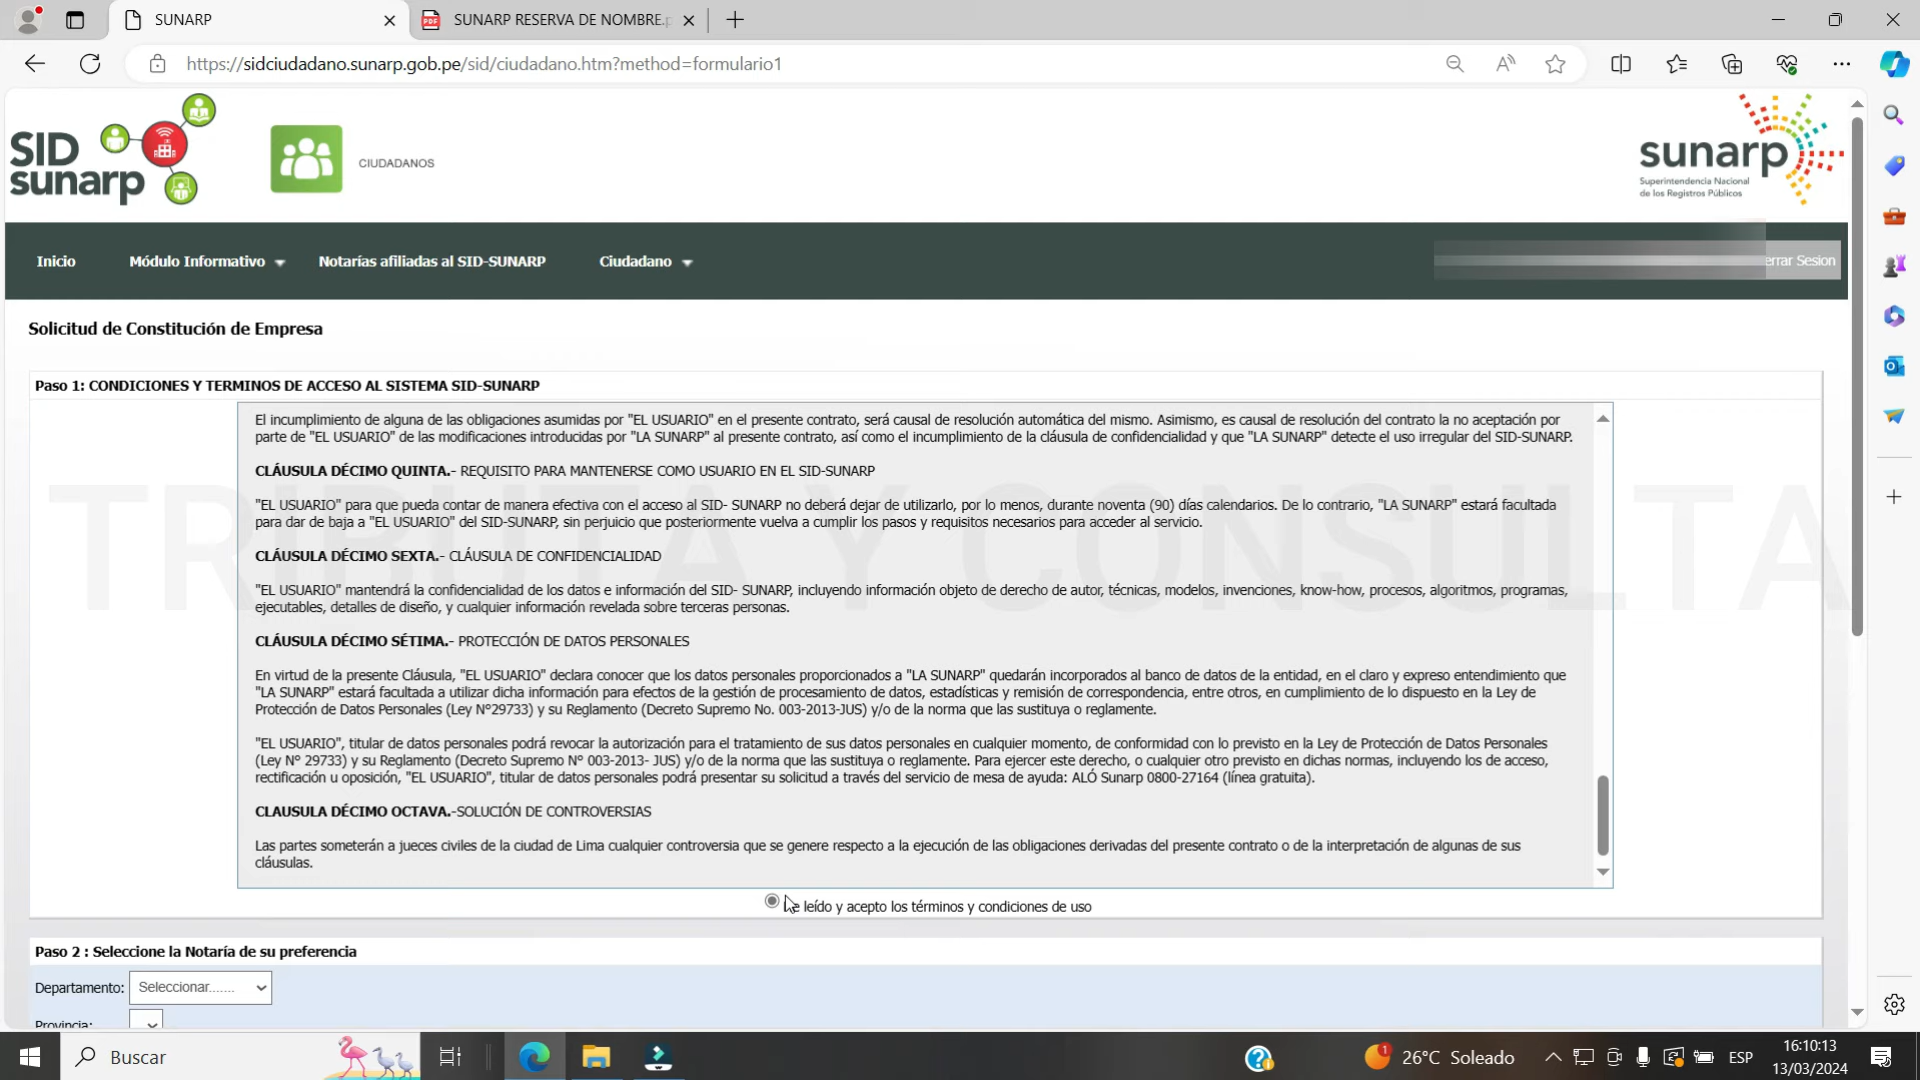 SUNARP
SUNARP RESERVA DE NOMBRE.p
https://sidciudadano.sunarp.gob.pe/sid/ciudadano.htm?method=formulario1
SID
sunarp
CIUDADANOS
sunarp
Superintendencia Nacional
de los Registros Públicos
Inicio
Módulo Informativo
Notarías afiliadas al SID-SUNARP
Ciudadano
errar Sesion
Solicitud de Constitución de Empresa
Paso 1: CONDICIONES Y TERMINOS DE ACCESO AL SISTEMA SID-SUNARP
El incumplimiento de alguna de las obligaciones asumidas por "EL USUARIO" en el presente contrato, será causal de resolución automática del mismo. Asimismo, es causal de resolución del contrato la no aceptación por
parte de "EL USUARIO" de las modificaciones introducidas por "LA SUNARP" al presente contrato, así como el incumplimiento de la cláusula de confidencialidad y que "LA SUNARP" detecte el uso irregular del SID-SUNARP.
CLÁUSULA DÉCIMO QUINTA.- REQUISITO PARA MANTENERSE COMO USUARIO EN EL SID-SUNARP
"EL USUARIO" para que pueda contar de manera efectiva con el acceso al SID- SUNARP no deberá dejar de utilizarlo, por lo menos, durante noventa (90) días calendarios. De lo contrario, "LA SUNARP" estará facultada
para dar de baja a "EL USUARIO" del SID-SUNARP, sin perjuicio que posteriormente vuelva a cumplir los pasos y requisitos necesarios para acceder al servicio.
TRIBUTA Y CONSULTA
CLÁUSULA DÉCIMO SEXTA.- CLÁUSULA DE CONFIDENCIALIDAD
"EL USUARIO" mantendrá la confidencialidad de los datos e información del SID- SUNARP, incluyendo información objeto de derecho de autor, técnicas, modelos, invenciones, know-how, procesos, algoritmos, programas,
ejecutables, detalles de diseño, y cualquier información revelada sobre terceras personas.
CLÁUSULA DÉCIMO SÉTIMA.- PROTECCIÓN DE DATOS PERSONALES
En virtud de la presente Cláusula, "EL USUARIO" declara conocer que los datos personales proporcionados a "LA SUNARP" quedarán incorporados al banco de datos de la entidad, en el claro y expreso entendimiento que
"LA SUNARP" estará facultada a utilizar dicha información para efectos de la gestión de procesamiento de datos, estadísticas y remisión de correspondencia, entre otros, en cumplimiento de lo dispuesto en la Ley de
Protección de Datos Personales (Ley N°29733) y su Reglamento (Decreto Supremo No. 003-2013-JUS) y/o de la norma que las sustituya o reglamente.
"EL USUARIO", titular de datos personales podrá revocar la autorización para el tratamiento de sus datos personales en cualquier momento, de conformidad con lo previsto en la Ley de Protección de Datos Personales
(Ley Nº 29733) y su Reglamento (Decreto Supremo Nº 003-2013- JUS) y/o de la norma que las sustituya o reglamente. Para ejercer este derecho, o cualquier otro previsto en dichas normas, incluyendo los de acceso,
rectificación u oposición, "EL USUARIO", titular de datos personales podrá presentar su solicitud a través del servicio de mesa de ayuda: ALÓ Sunarp 0800-27164 (línea gratuita).
CLAUSULA DÉCIMO OCTAVA.-SOLUCIÓN DE CONTROVERSIAS
Las partes someterán a jueces civiles de la ciudad de Lima cualquier controversia que se genere respecto a la ejecución de las obligaciones derivadas del presente contrato o de la interpretación de algunas de sus
cláusulas.
leído y acepto los términos y condiciones de uso
Paso 2 : Seleccione la Notaría de su preferencia
Departamento: Seleccionar.......
Provincia:
Buscar
26°C Soleado
ESP
16:10:13
13/03/2024